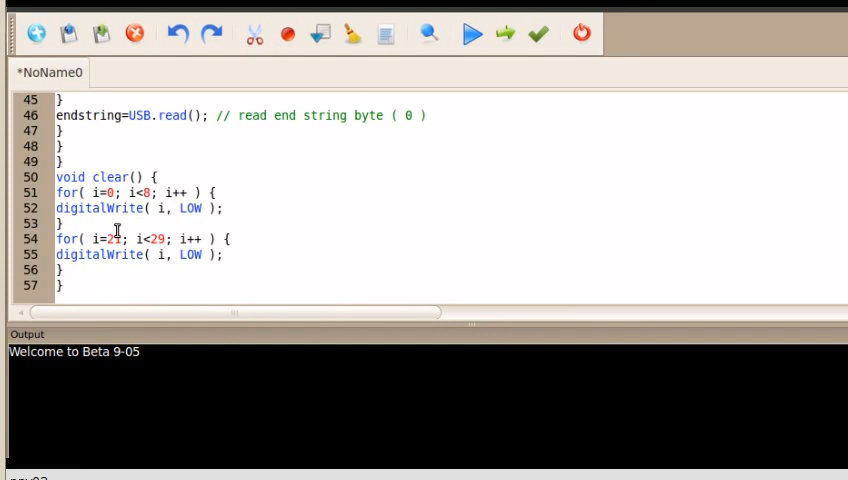 *NoName0
45 }
46 endstring=USB.read(); // read end string byte ( 0 )
47 }
48 }
49 }
50 void clear() {
51 for( i=0; i<8; i++ ) {
52 digitalWrite( i, LOW );
53 }
54 for( i=21; i<29; i++ ) {
55 digitalWrite( i, LOW );
56 }
57 }
Output
Welcome to Beta 9-05